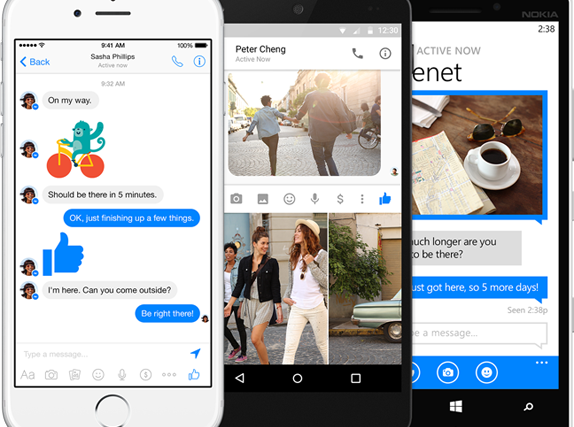 9:41 AM
100%
Back
Sasha Phillips
Active now
9:32 AM
On my way.
Should be there in 5 minutes.
OK, just finishing up a few things.
I'm here. Can you come outside?
Be right there!
Type a message...
Aa
12:30
Peter Cheng
Active Now
$
NOKIA
2:38
ACTIVE NOW
enet
uch longer are you
o be there?
ust got here, so 5 more days!
Seen 2:38p
e a message...